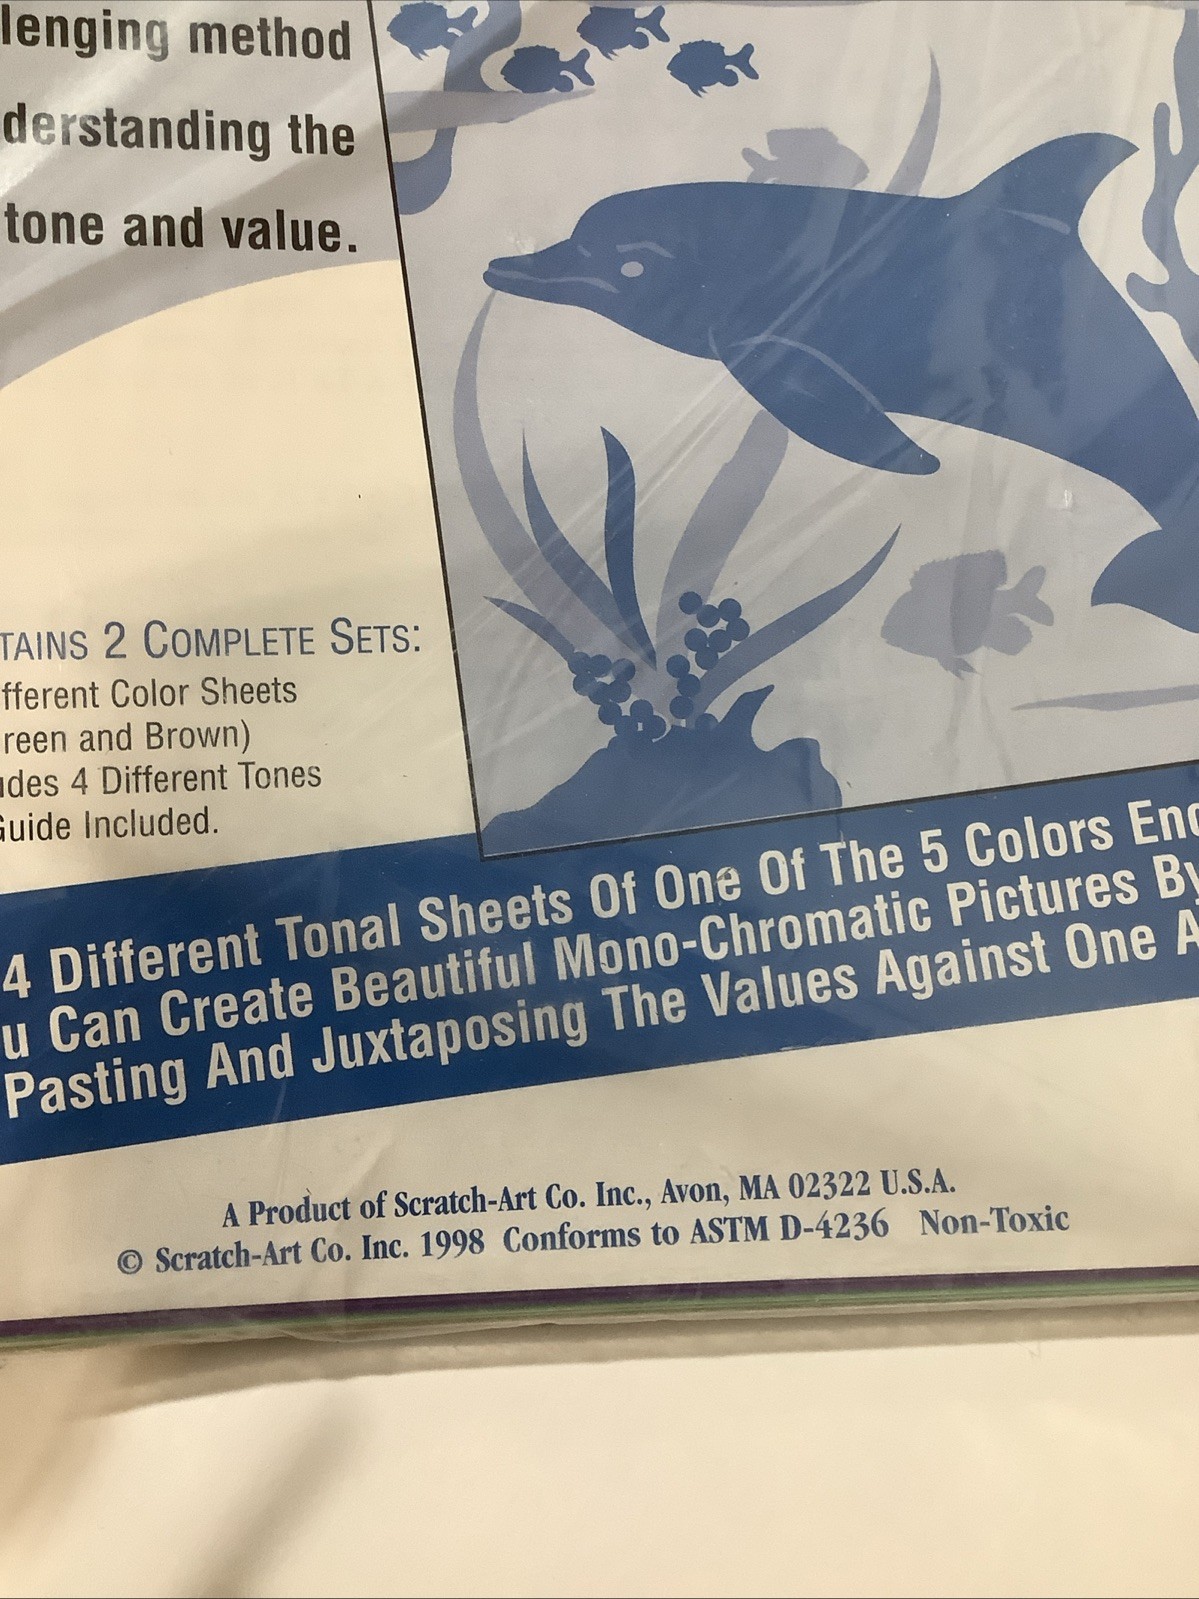 lenging method
derstanding the
tone and value.
TAINS 2 COMPLETE SETS:
fferent Color Sheets
reen and Brown)
des 4 Different Tones
Guide Included.
4 Different Tonal Sheets Of One Of The 5 Colors Enc
u Can Create Beautiful Mono-Chromatic Pictures By
Pasting And Juxtaposing The Values Against One A
A Product of Scratch-Art Co. Inc., Avon, MA 02322 U.S.A.
© Scratch-Art Co. Inc. 1998 Conforms to ASTM D-4236 Non-Toxic